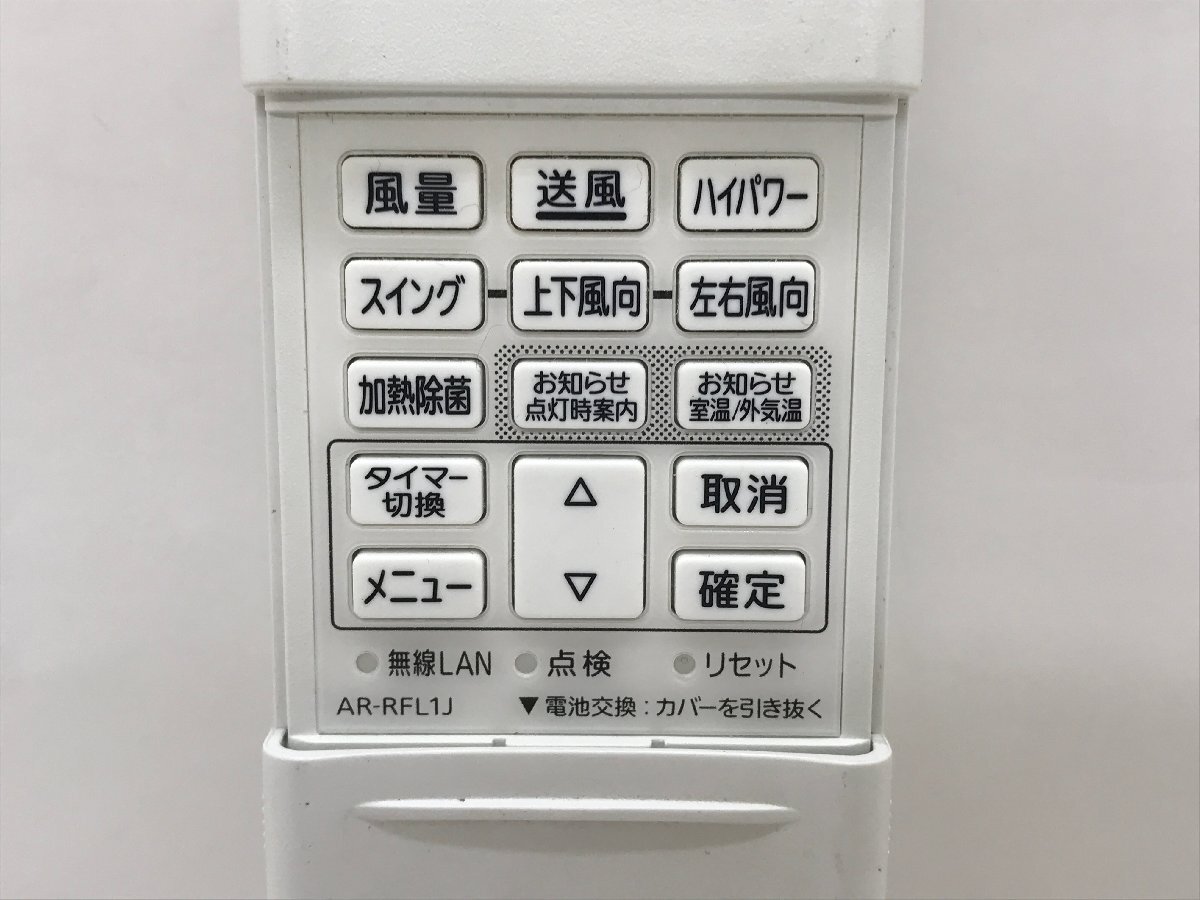 風量 送風 ハイパワー
スイング 上下風向 左右風向
加熱除菌
お知らせ
点灯時案内
お知らせ
室温/外気温
タイマー
切換
△
取消
メニュー
▽
確定
無線LAN 点検 リセット
AR-RFL1J ▼電池交換：カバーを引き抜く